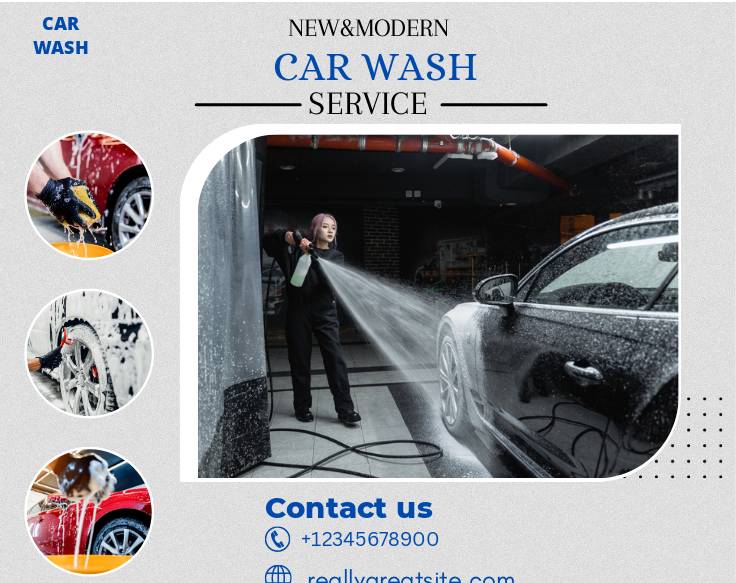 CAR
WASH
NEW&MODERN
CAR WASH
SERVICE
Contact us
+12345678900
reallygreatsite.com